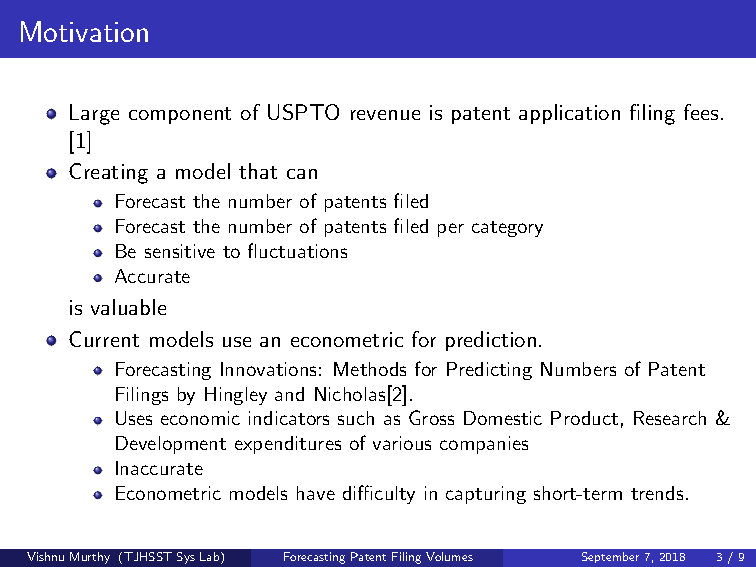 Motivation
Large component of USPTO revenue is patent application filing fees.
[1]
Creating a model that can
Forecast the number of patents filed
Forecast the number of patents filed per category
Be sensitive to fluctuations
Accurate
is valuable
Current models use an econometric for prediction.
Forecasting Innovations: Methods for Predicting Numbers of Patent
Filings by Hingley and Nicholas[2].
Uses economic indicators such as Gross Domestic Product, Research &
Development expenditures of various companies
Inaccurate
Econometric models have difficulty in capturing short-term trends.
Vishnu Murthy (TJHSST Sys Lab) Forecasting Patent Filing Volumes September 7, 2018 3 / 9